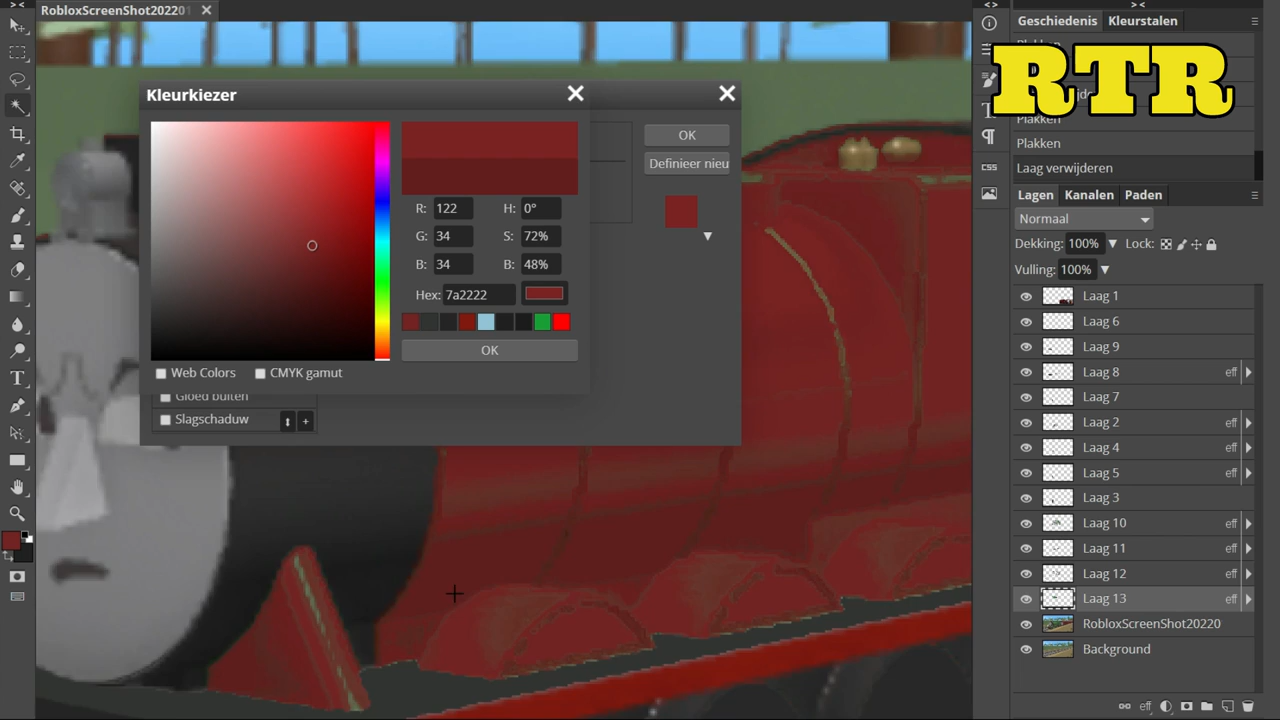 RobloxScreenShot20220
Geschiedenis Kleurstalen
RTR
Plakken
Plakken
Laag verwijderen
Kleurkiezer
OK
Definieer nieu
R: 122 H: 0°
G: 34 S: 72%
B: 34 B: 48%
Hex: 7a2222
OK
Web Colors CMYK gamut
Gloed buiten
Slagschaduw
Lagen Kanalen Paden
Normaal
Dekking: 100% Lock:
Vulling: 100%
Laag 1
Laag 6
Laag 9
Laag 8 eff
Laag 7
Laag 2 eff
Laag 4 eff
Laag 5 eff
Laag 3
Laag 10 eff
Laag 11 eff
Laag 12 eff
Laag 13 eff
RobloxScreenShot20220
Background
CSS
eff